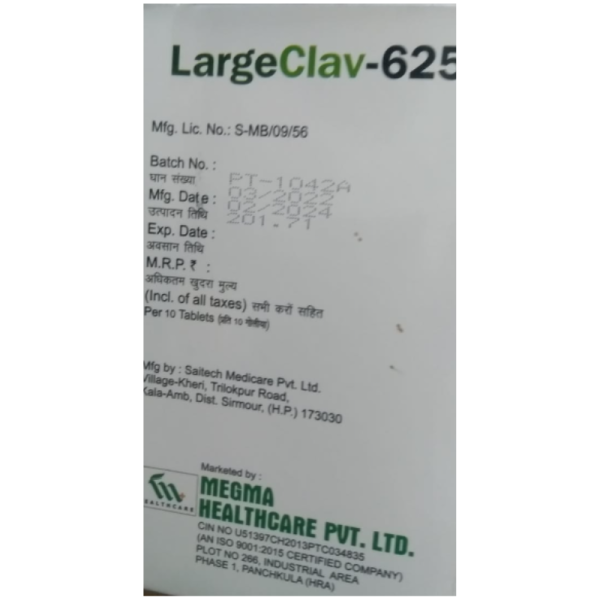 LargeClav-625
Mfg. Lic. No.: S-MB/09/56
Batch No. :
घान संख्या
PT-1042A
Mfg. Date :
03/2022
उत्पादन तिथि
02/2024
Exp. Date :
201.71
अवसान तिथि
M.R.P. ₹ :
अधिकतम खुदरा मुल्य
(Incl. of all taxes) सभी करों सहित
Per 10 Tablets (प्रति 10 गोलीयां)
Mfg by : Saitech Medicare Pvt. Ltd.
Village-Kheri, Trilokpur Road,
Kala-Amb, Dist. Sirmour, (H.P.) 173030
Marketed by :
MEGMA
HEALTHCARE PVT. LTD.
HEALTHCARE
CIN NO U51397CH2013PTC034835
(AN ISO 9001:2015 CERTIFIED COMPANY)
PLOT NO 266, INDUSTRIAL AREA
PHASE 1, PANCHKULA (HRA)